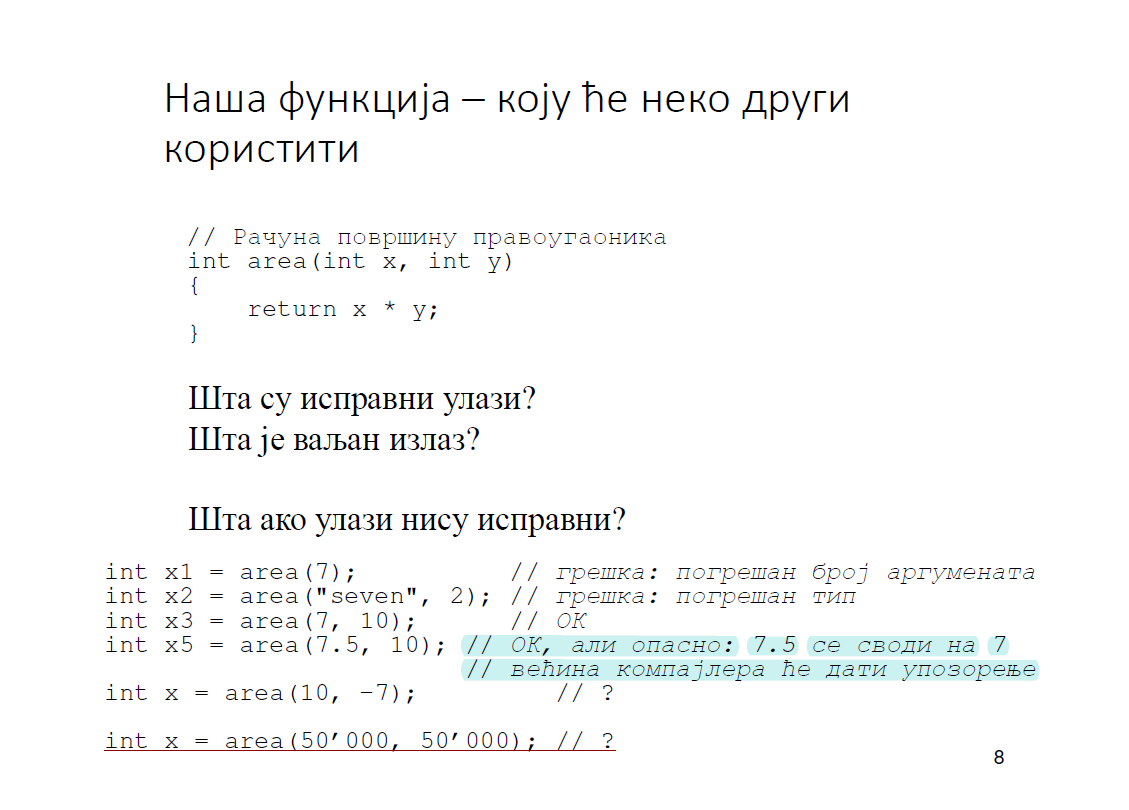 Наша функција – коју ће неко други
користити
// Рачуна површину правоугаоника
int area(int x, int y)
{
    return x * y;
}
Шта су исправни улази?
Шта је ваљан излаз?
Шта ако улази нису исправни?
int x1 = area(7);          // грешка: погрешан број аргумената
int x2 = area("seven", 2); // грешка: погрешан тип
int x3 = area(7, 10);      // ОК
int x5 = area(7.5, 10); // ОК, али опасно: 7.5 се своди на 7
                        // већина компајлера ће дати упозорење
int x = area(10, -7);         // ?
int x = area(50’000, 50’000); // ?
8